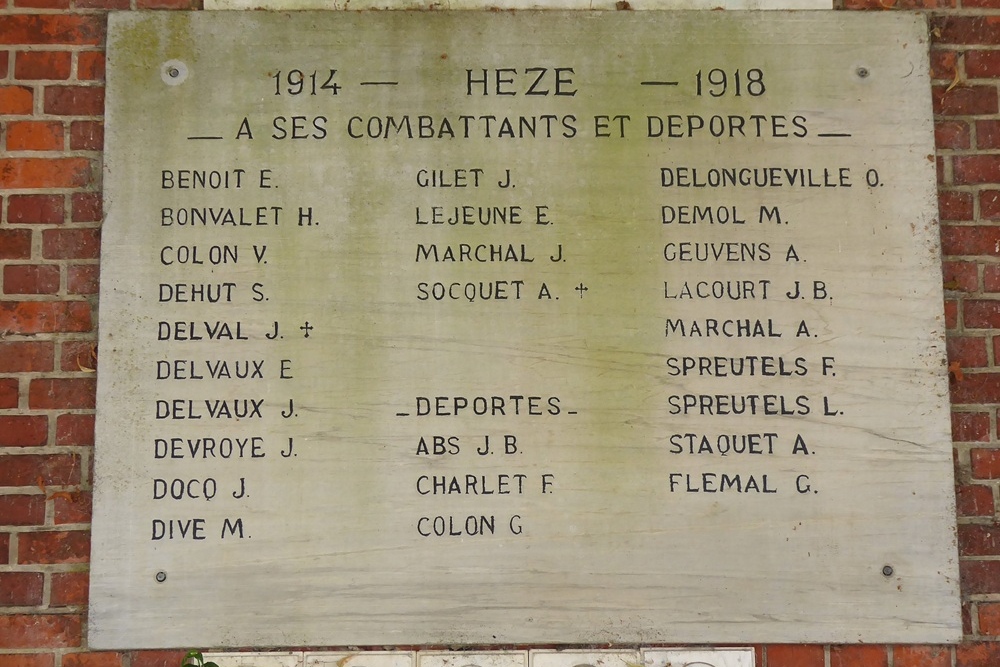 1914 — HEZE — 1918
— A SES COMBATTANTS ET DEPORTES —
BENOIT E.
BONVALET H.
COLON V.
DEHUT S.
DELVAL J. ✝
DELVAUX E
DELVAUX J.
DEVROYE J.
DOCQ J.
DIVE M.
GILET J.
LEJEUNE E.
MARCHAL J.
SOCQUET A. ✝
– DEPORTES –
ABS J. B.
CHARLET F.
COLON G
DELONGUEVILLE O.
DEMOL M.
GEUVENS A.
LACOURT J. B.
MARCHAL A.
SPREUTELS F.
SPREUTELS L.
STAQUET A.
FLEMAL G.